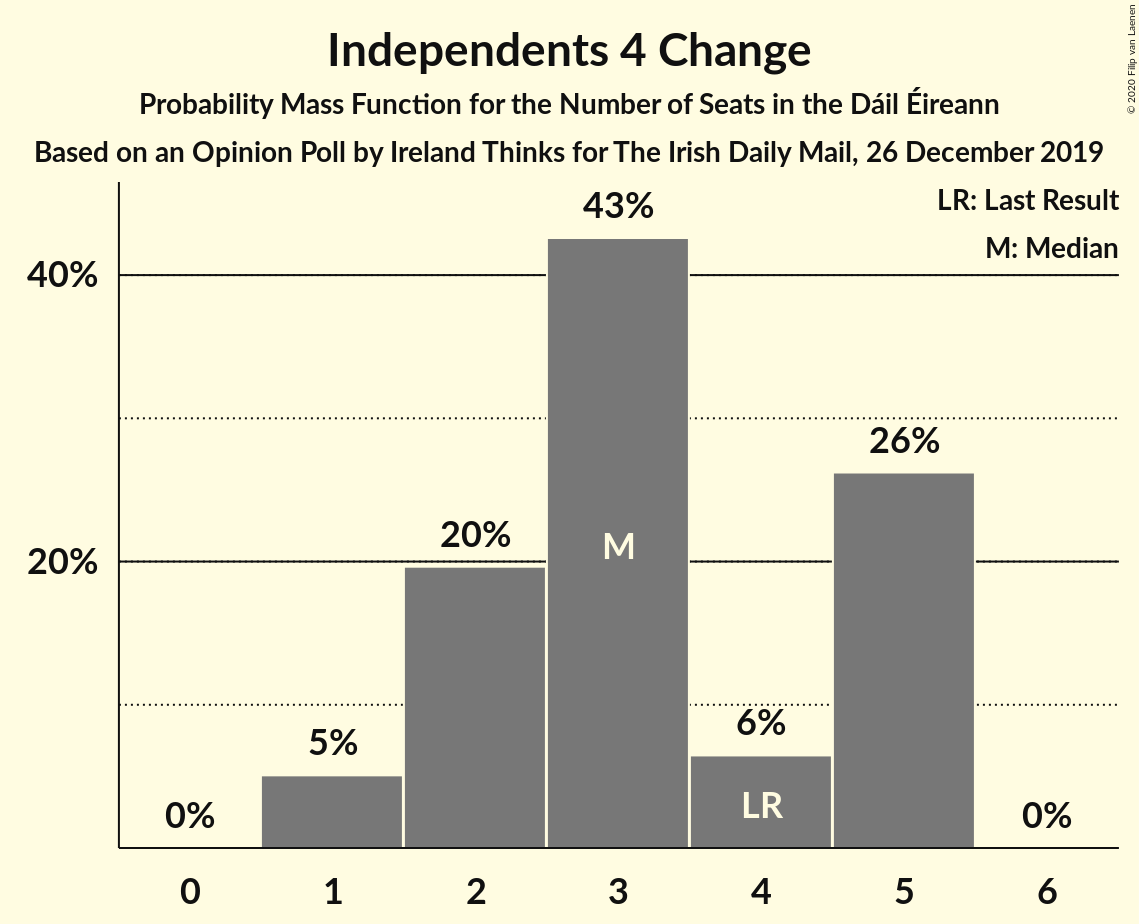 Independents 4 Change
Probability Mass Function for the Number of Seats in the Dáil Éireann
Based on an Opinion Poll by Ireland Thinks for The Irish Daily Mail, 26 December 2019
© 2020 Filip van Laenen
LR: Last Result
M: Median
43%
40%
26%
20%
M
20%
6%
5%
LR
0%
0%
0 1 2 3 4 5 6